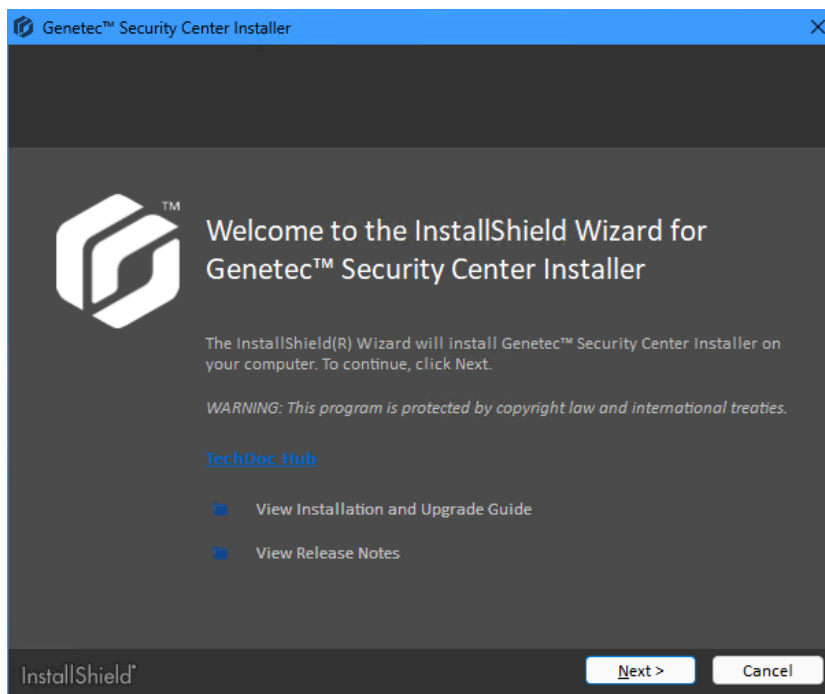 Genetec™ Security Center Installer
TM
Welcome to the InstallShield Wizard for
Genetec™ Security Center Installer
The InstallShield(R) Wizard will install Genetec™ Security Center Installer on
your computer. To continue, click Next.
WARNING: This program is protected by copyright law and international treaties.
TechDoc Hub
View Installation and Upgrade Guide
View Release Notes
InstallShield
Next >
Cancel